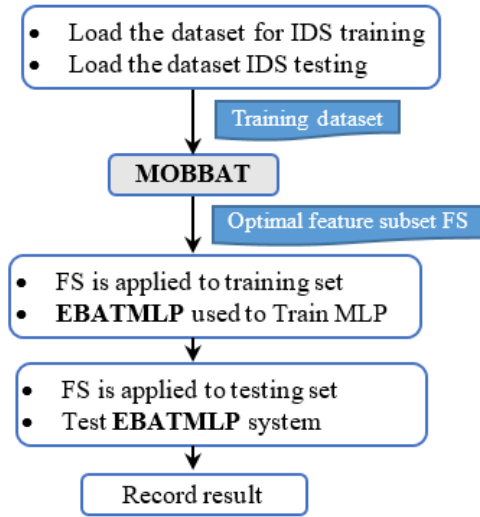 • Load the dataset for IDS training
• Load the dataset IDS testing
Training dataset
MOBBAT
Optimal feature subset FS
• FS is applied to training set
• EBATMLP used to Train MLP
• FS is applied to testing set
• Test EBATMLP system
Record result